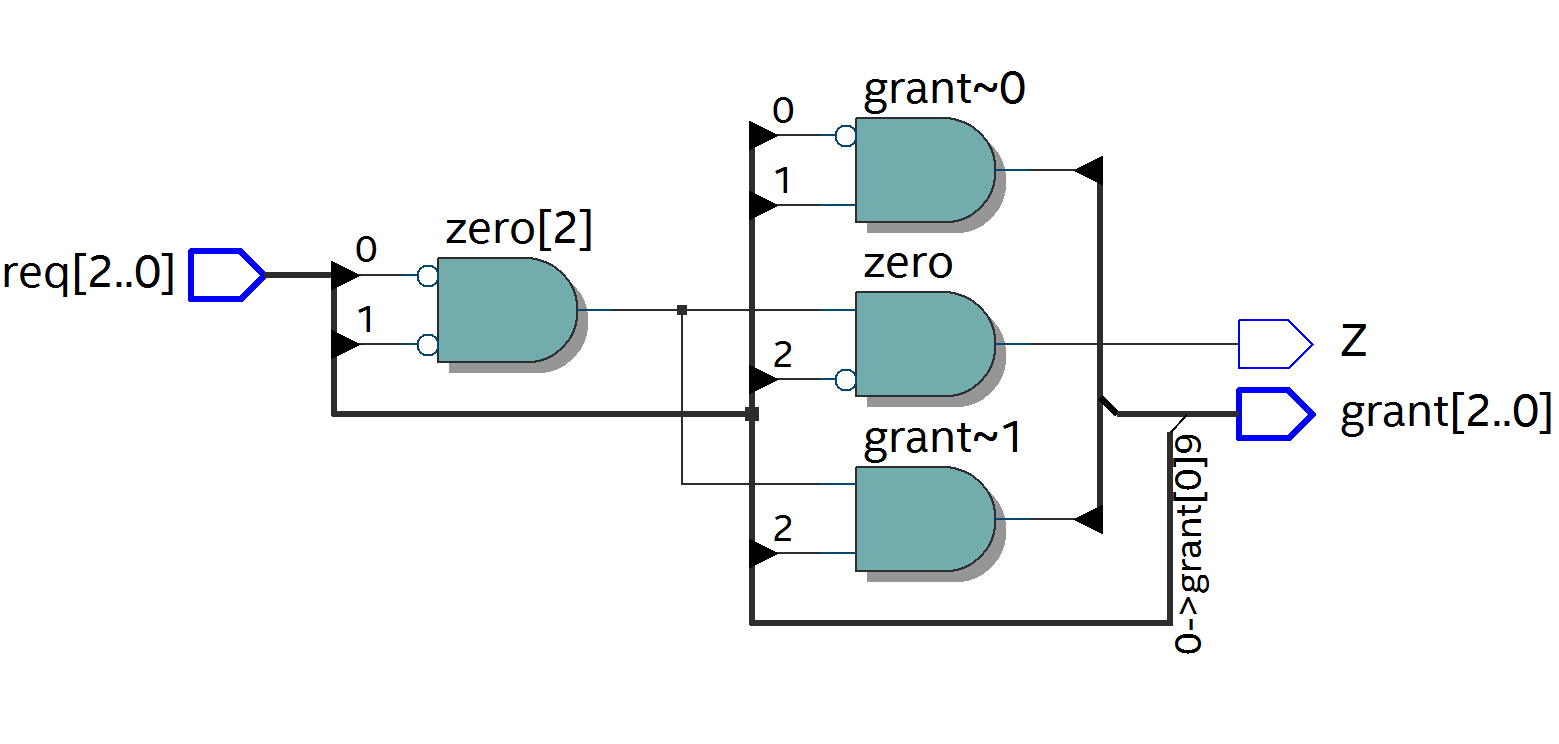 req[2..0]
0
1
zero[2]
0
1
grant~0
zero
2
grant~1
2
Z
grant[2..0]
0->grant[0]9